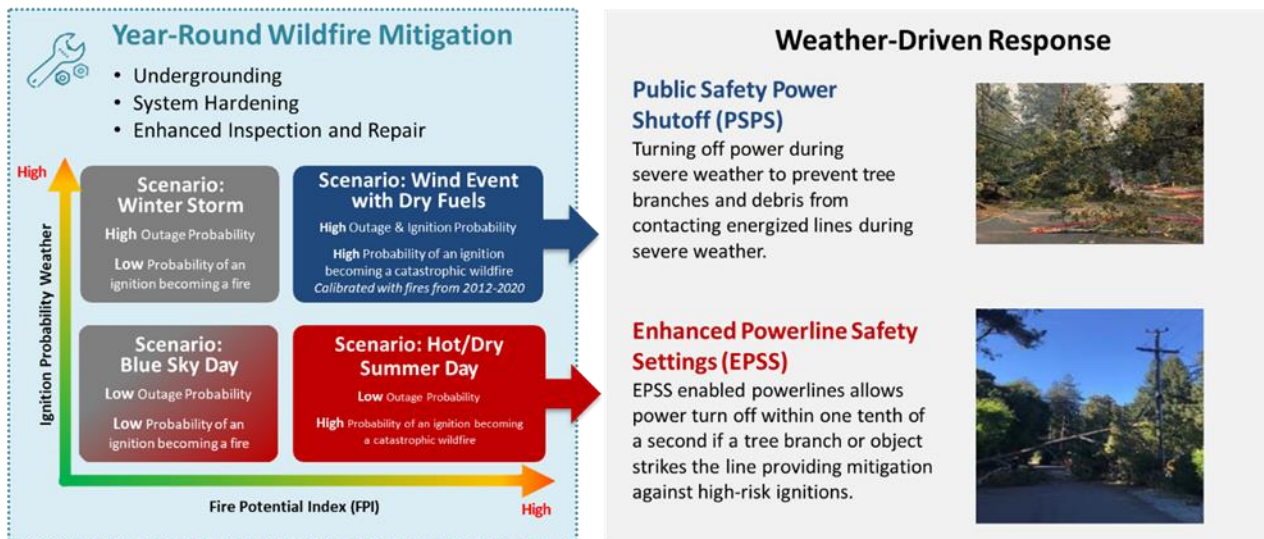 Year-Round Wildfire Mitigation
• Undergrounding
• System Hardening
• Enhanced Inspection and Repair
High
Ignition Probability Weather
Scenario:
Winter Storm
High Outage Probability
Low Probability of an
ignition becoming a fire
Scenario: Wind Event
with Dry Fuels
High Outage & Ignition Probability
High Probability of an ignition
becoming a catastrophic wildfire
Calibrated with fires from 2012-2020
Scenario:
Blue Sky Day
Low Outage Probability
Low Probability of an
ignition becoming a fire
Scenario: Hot/Dry
Summer Day
Low Outage Probability
High Probability of an ignition becoming
a catastrophic wildfire
Fire Potential Index (FPI)
High
Weather-Driven Response
Public Safety Power
Shutoff (PSPS)
Turning off power during
severe weather to prevent tree
branches and debris from
contacting energized lines during
severe weather.
Enhanced Powerline Safety
Settings (EPSS)
EPSS enabled powerlines allows
power turn off within one tenth of
a second if a tree branch or object
strikes the line providing mitigation
against high-risk ignitions.